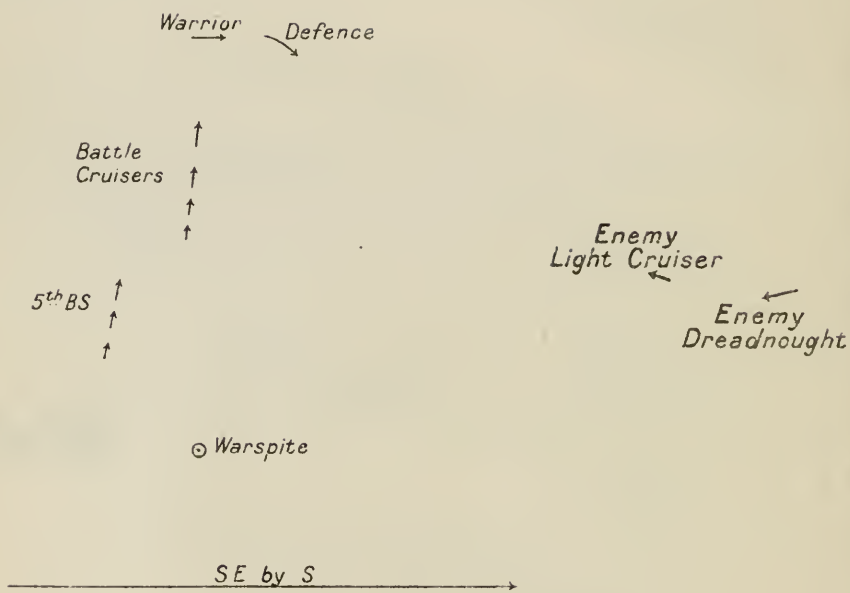 Warrior
Defence
Battle
Cruisers
Enemy
Light Cruiser
5th BS
Enemy
Dreadnought
Warspite
SE by S